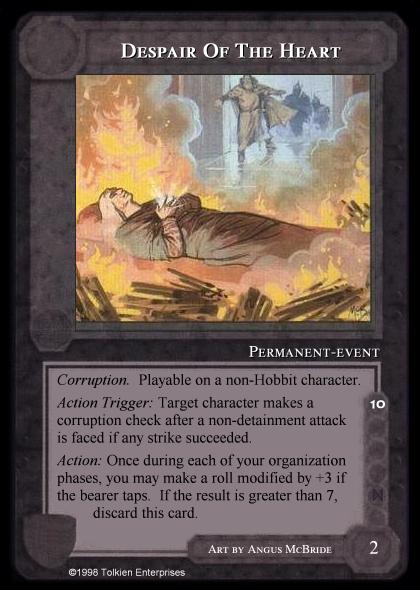 DESPAIR OF THE HEART
PERMANENT-EVENT
Corruption. Playable on a non-Hobbit character.
Action Trigger: Target character makes a
corruption check after a non-detainment attack
is faced if any strike succeeded.
10
Action: Once during each of your organization
phases, you may make a roll modified by +3 if
the bearer taps. If the result is greater than 7,
discard this card.
ART BY ANGUS MCBRIDE
2
©1998 Tolkien Enterprises